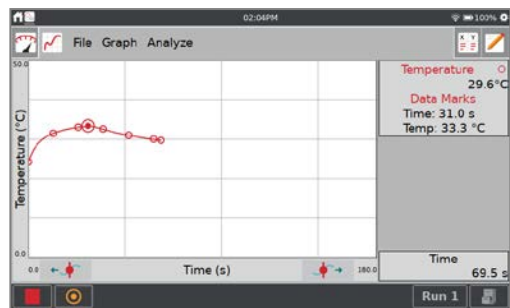 02:04PM
100%
File Graph Analyze
X Y
50.0
Temperature (°C)
0.0
0.0
Time (s)
180.0
Temperature
29.6°C
Data Marks
Time: 31.0 s
Temp: 33.3 °C
Time
69.5 s
Run 1